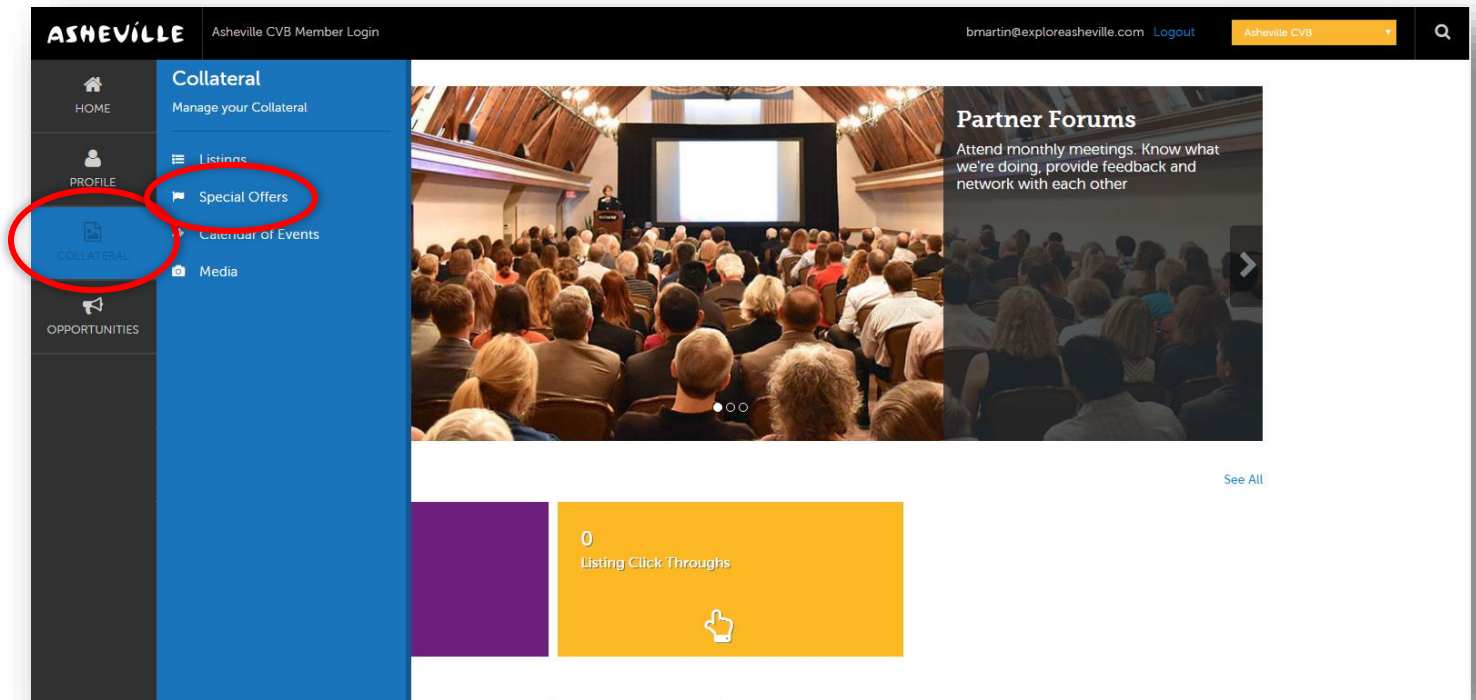 ASHEVÍLLE
Asheville CVB Member Login
bmartin@exploreasheville.com Logout
Asheville CVB
HOME
PROFILE
COLLATERAL
OPPORTUNITIES
Collateral
Manage your Collateral
Listings
Special Offers
Calendar of Events
Media
Partner Forums
Attend monthly meetings. Know what
we're doing, provide feedback and
network with each other
See All
0
Listing Click Throughs